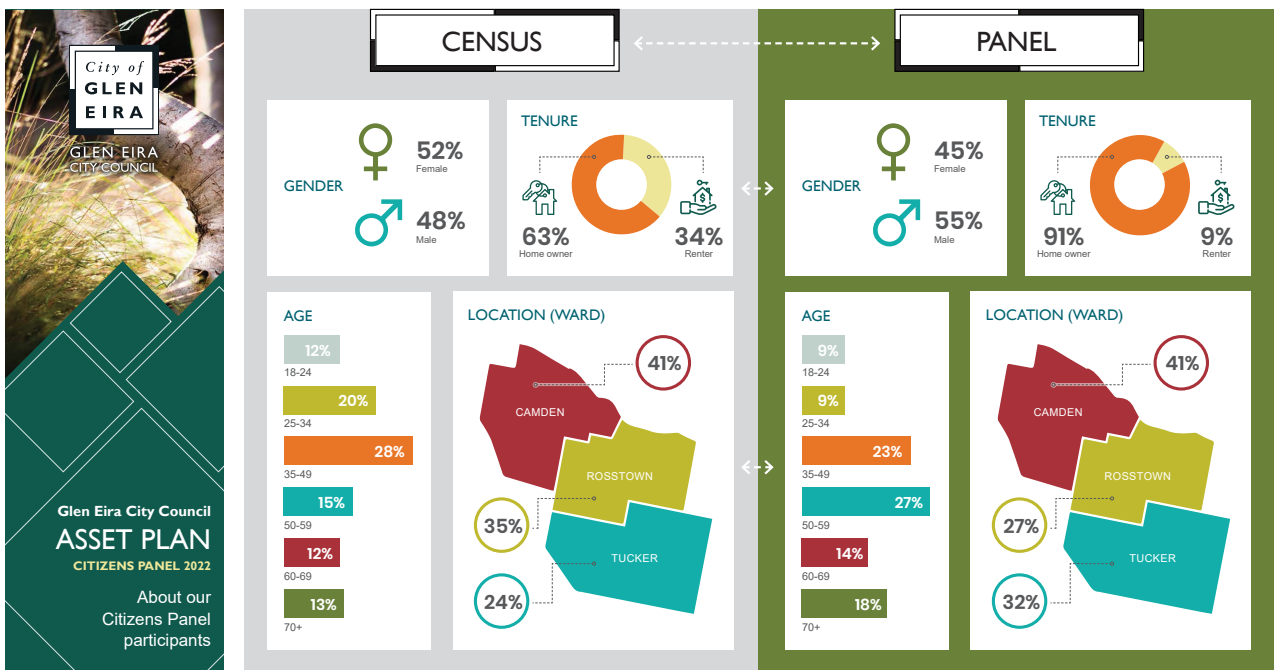 City of
GLEN
EIRA
GLEN EIRA
CITY COUNCIL
Glen Eira City Council
ASSET PLAN
CITIZENS PANEL 2022
About our
Citizens Panel
participants
CENSUS
GENDER
52%
Female
48%
Male
TENURE
63%
Home owner
34%
Renter
AGE
12%
18-24
20%
25-34
28%
35-49
15%
50-59
12%
60-69
13%
70+
LOCATION (WARD)
41%
CAMDEN
ROSSTOWN
35%
TUCKER
24%
PANEL
GENDER
45%
Female
55%
Male
TENURE
91%
Home owner
9%
Renter
AGE
9%
18-24
9%
25-34
23%
35-49
27%
50-59
14%
60-69
18%
70+
LOCATION (WARD)
41%
CAMDEN
ROSSTOWN
27%
TUCKER
32%